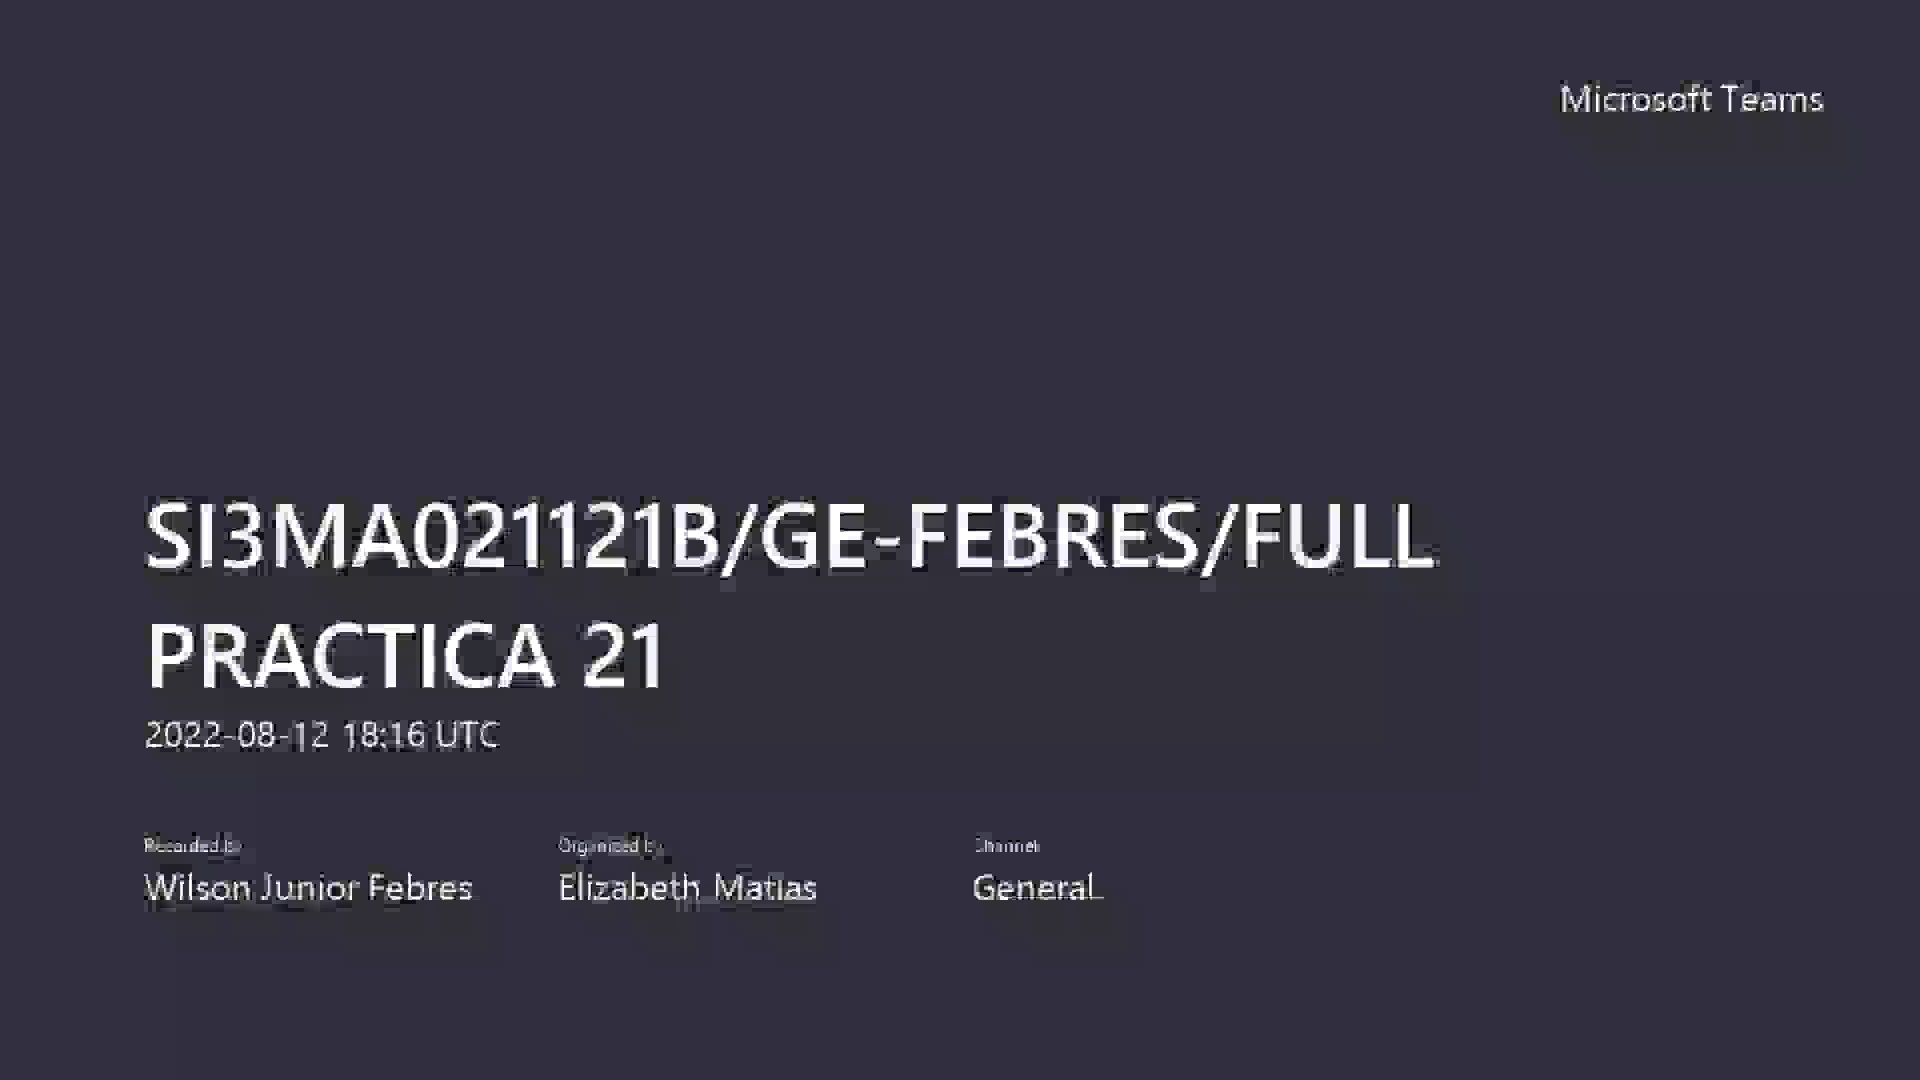 Microsoft Teams
SI3MA021121B/GE-FEBRES/FULL
PRACTICA 21
2022-08-12 18:16 UTC
Recorded by
Organized by
Channel
Wilson Junior Febres
Elizabeth Matias
General